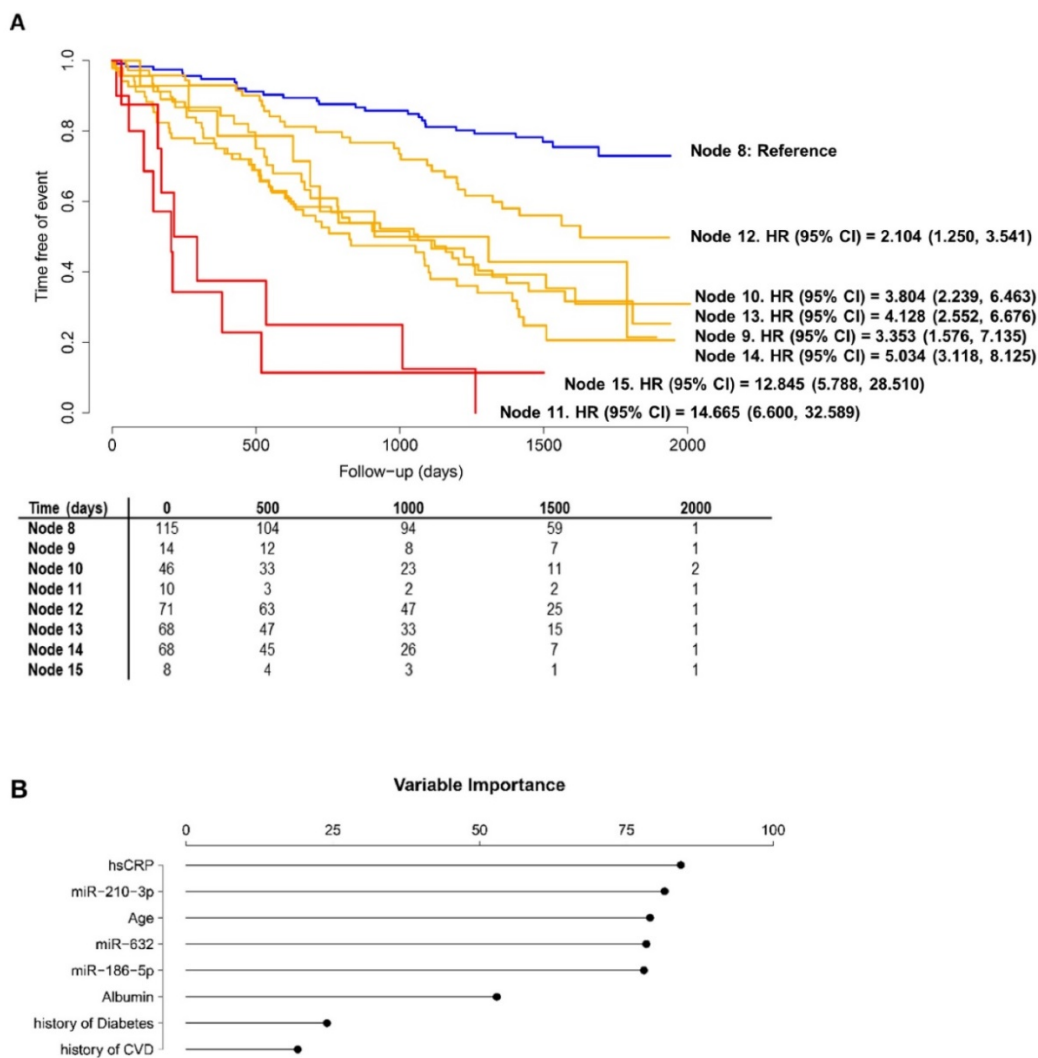 A
Time free of event
1.0
0.8
0.6
0.4
0.2
0.0
Node 8: Reference
Node 12. HR (95% CI) = 2.104 (1.250, 3.541)
Node 10. HR (95% CI) = 3.804 (2.239, 6.463)
Node 13. HR (95% CI) = 4.128 (2.552, 6.676)
Node 9. HR (95% CI) = 3.353 (1.576, 7.135)
Node 14. HR (95% CI) = 5.034 (3.118, 8.125)
Node 15. HR (95% CI) = 12.845 (5.788, 28.510)
Node 11. HR (95% CI) = 14.665 (6.600, 32.589)
0 500 1000 1500 2000
Follow-up (days)
Time (days) 0 500 1000 1500 2000
Node 8 115 104 94 59 1
Node 9 14 12 8 7 1
Node 10 46 33 23 11 2
Node 11 10 3 2 2 1
Node 12 71 63 47 25 1
Node 13 68 47 33 15 1
Node 14 68 45 26 7 1
Node 15 8 4 3 1 1
B
Variable Importance
0 25 50 75 100
hsCRP
miR-210-3p
Age
miR-632
miR-186-5p
Albumin
history of Diabetes
history of CVD